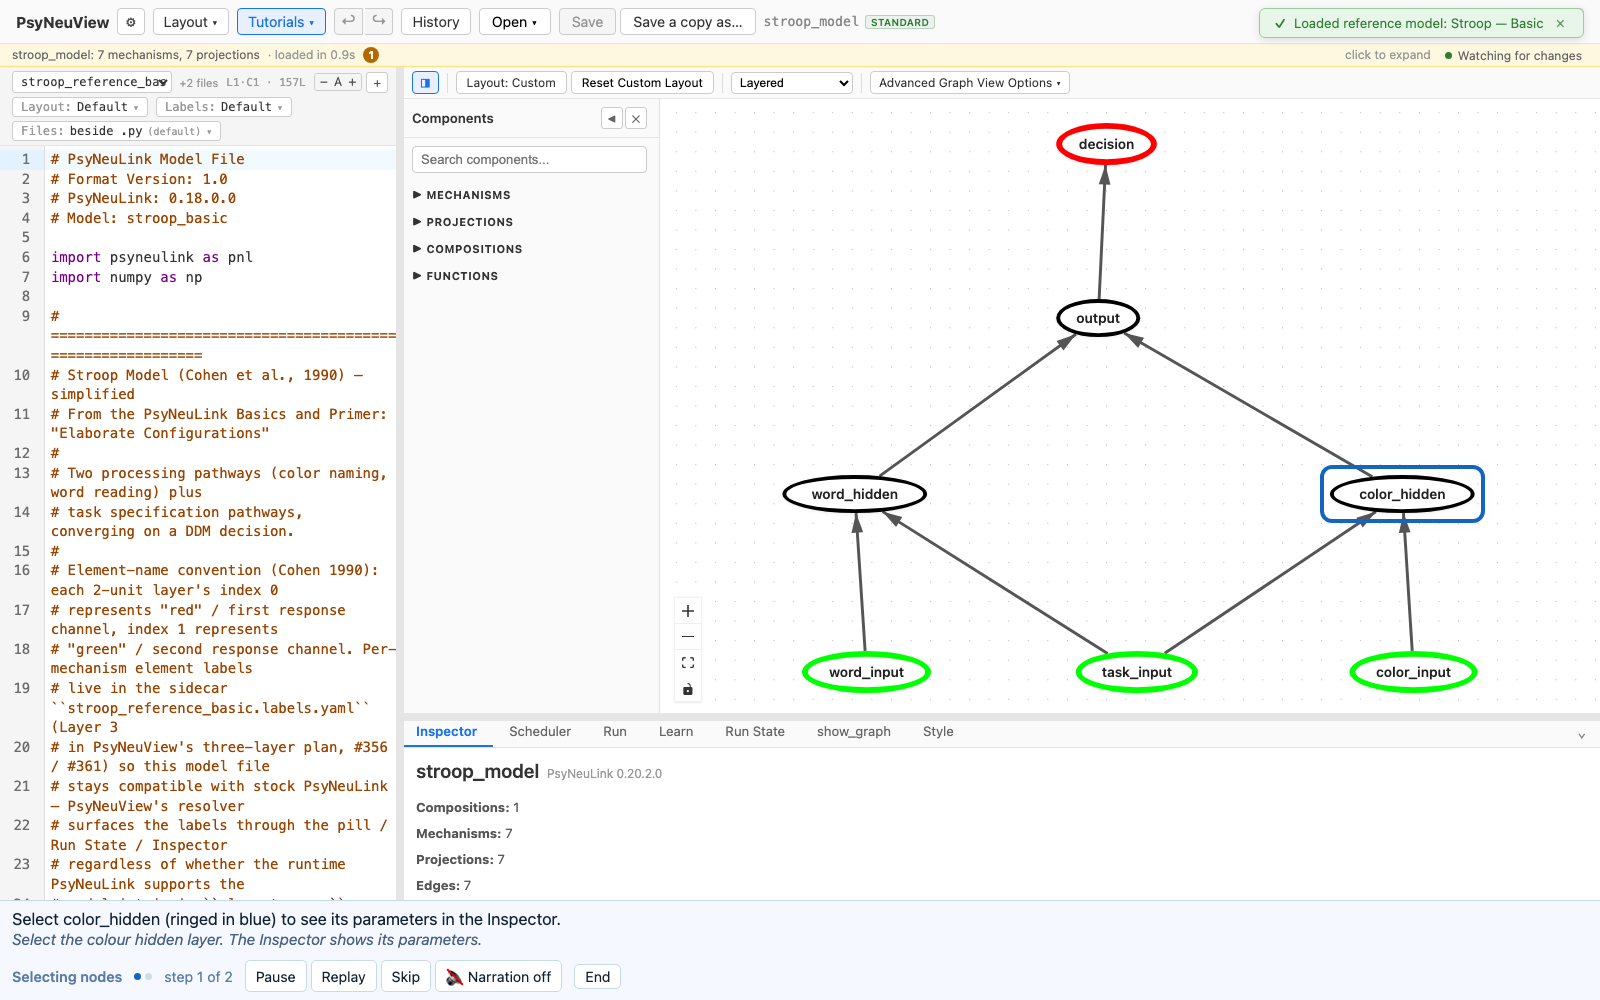 PsyNeuView ⚙ Layout ▾ Tutorials ▾ History Open ▾ Save Save a copy as... stroop_model STANDARD
✓ Loaded reference model: Stroop — Basic ×
stroop_model: 7 mechanisms, 7 projections · loaded in 0.9s 1
click to expand ● Watching for changes
+2 files L1·C1 · 157L − A + +
Layout: Default ▾ Labels: Default ▾
Files: beside .py (default) ▾
1 # PsyNeuLink Model File
2 # Format Version: 1.0
3 # PsyNeuLink: 0.18.0.0
4 # Model: stroop_basic
5
6 import psyneulink as pnl
7 import numpy as np
8
9 #
=========================================
==================
10 # Stroop Model (Cohen et al., 1990) —
simplified
11 # From the PsyNeuLink Basics and Primer:
"Elaborate Configurations"
12 #
13 # Two processing pathways (color naming,
word reading) plus
14 # task specification pathways,
converging on a DDM decision.
15 #
16 # Element-name convention (Cohen 1990):
each 2-unit layer's index 0
17 # represents "red" / first response
channel, index 1 represents
18 # "green" / second response channel. Per-
mechanism element labels
19 # live in the sidecar
``stroop_reference_basic.labels.yaml``
(Layer 3
20 # in PsyNeuView's three-layer plan, #356
/ #361) so this model file
21 # stays compatible with stock PsyNeuLink
— PsyNeuView's resolver
22 # surfaces the labels through the pill /
Run State / Inspector
23 # regardless of whether the runtime
PsyNeuLink supports the
Layout: Custom Reset Custom Layout Layered Advanced Graph View Options ▾
Components ◀ ×
Search components...
▶ MECHANISMS
▶ PROJECTIONS
▶ COMPOSITIONS
▶ FUNCTIONS
decision
output
word_hidden
color_hidden
word_input
task_input
color_input
Inspector Scheduler Run Learn Run State show_graph Style
stroop_model PsyNeuLink 0.20.2.0
Compositions: 1
Mechanisms: 7
Projections: 7
Edges: 7
Select color_hidden (ringed in blue) to see its parameters in the Inspector.
Select the colour hidden layer. The Inspector shows its parameters.
Selecting nodes step 1 of 2 Pause Replay Skip Narration off End